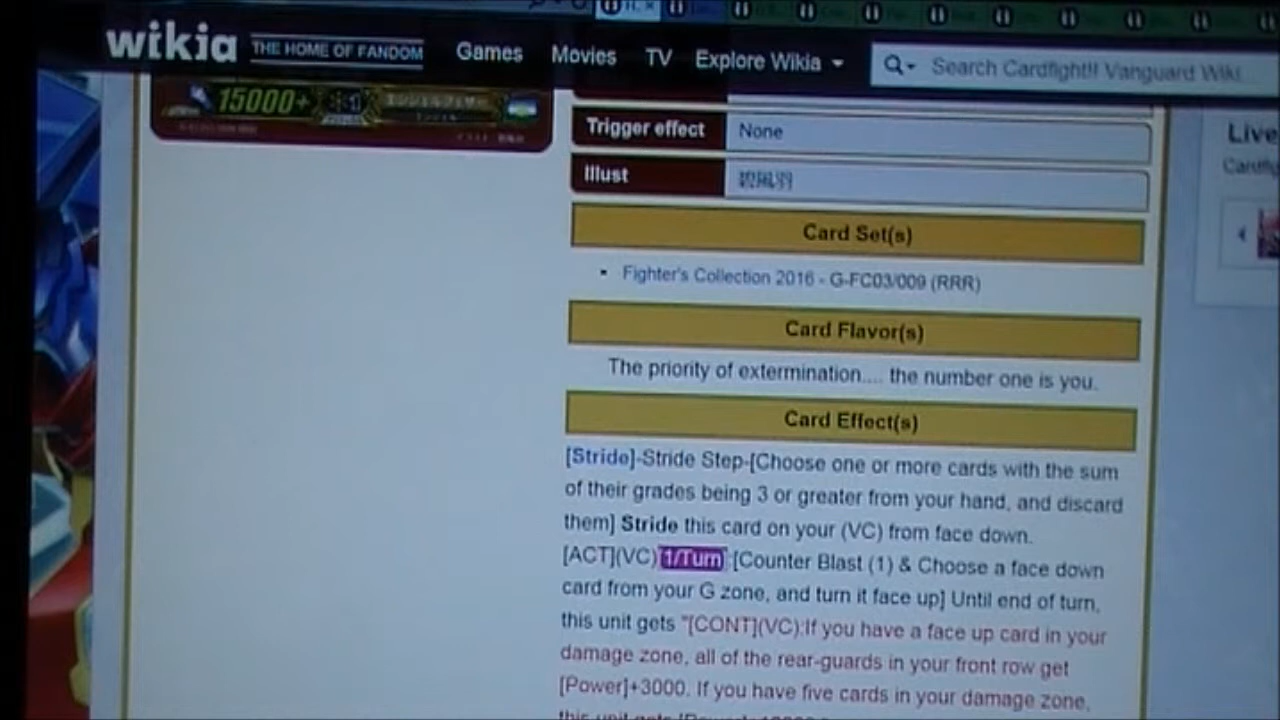 wikia THE HOME OF FANDOM Games Movies TV Explore Wikia Search Cardfight!! Vanguard Wiki
15000+
Trigger effect None
Live
Illust
Card Set(s)
Fighter's Collection 2016 - G-FC03/009 (RRR)
Card Flavor(s)
The priority of extermination.... the number one is you.
Card Effect(s)
[Stride]-Stride Step-[Choose one or more cards with the sum
of their grades being 3 or greater from your hand, and discard
them] Stride this card on your (VC) from face down.
[ACT](VC) 1/Turn :[Counter Blast (1) & Choose a face down
card from your G zone, and turn it face up] Until end of turn,
this unit gets "[CONT](VC):If you have a face up card in your
damage zone, all of the rear-guards in your front row get
[Power]+3000. If you have five cards in your damage zone,
this unit gets